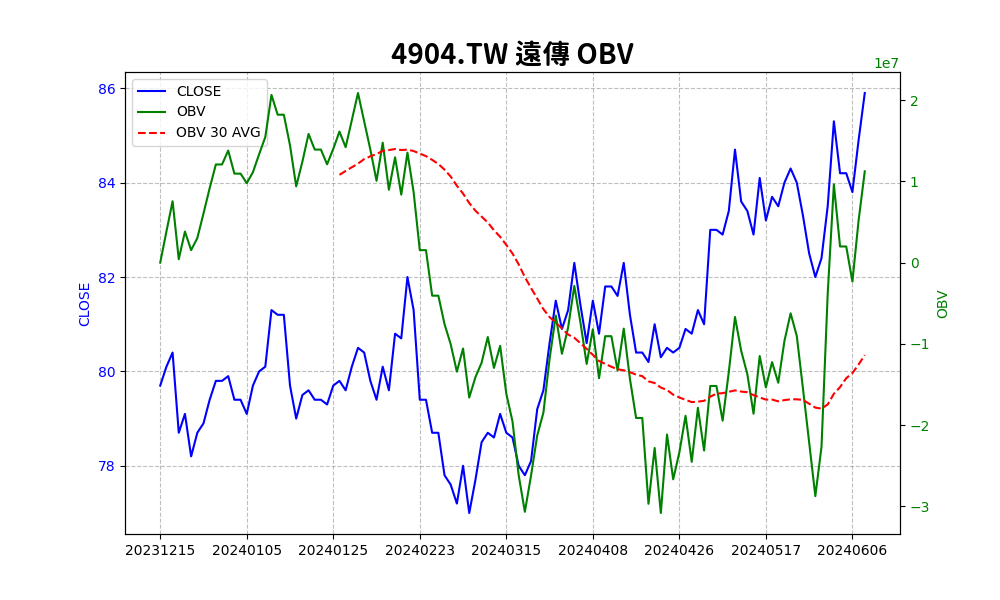 4904.TW 遠傳 OBV
1e7
CLOSE
OBV
OBV 30 AVG
86
84
82
80
78
CLOSE
2
1
0
−1
−2
−3
OBV
20231215 20240105 20240125 20240223 20240315 20240408 20240426 20240517 20240606